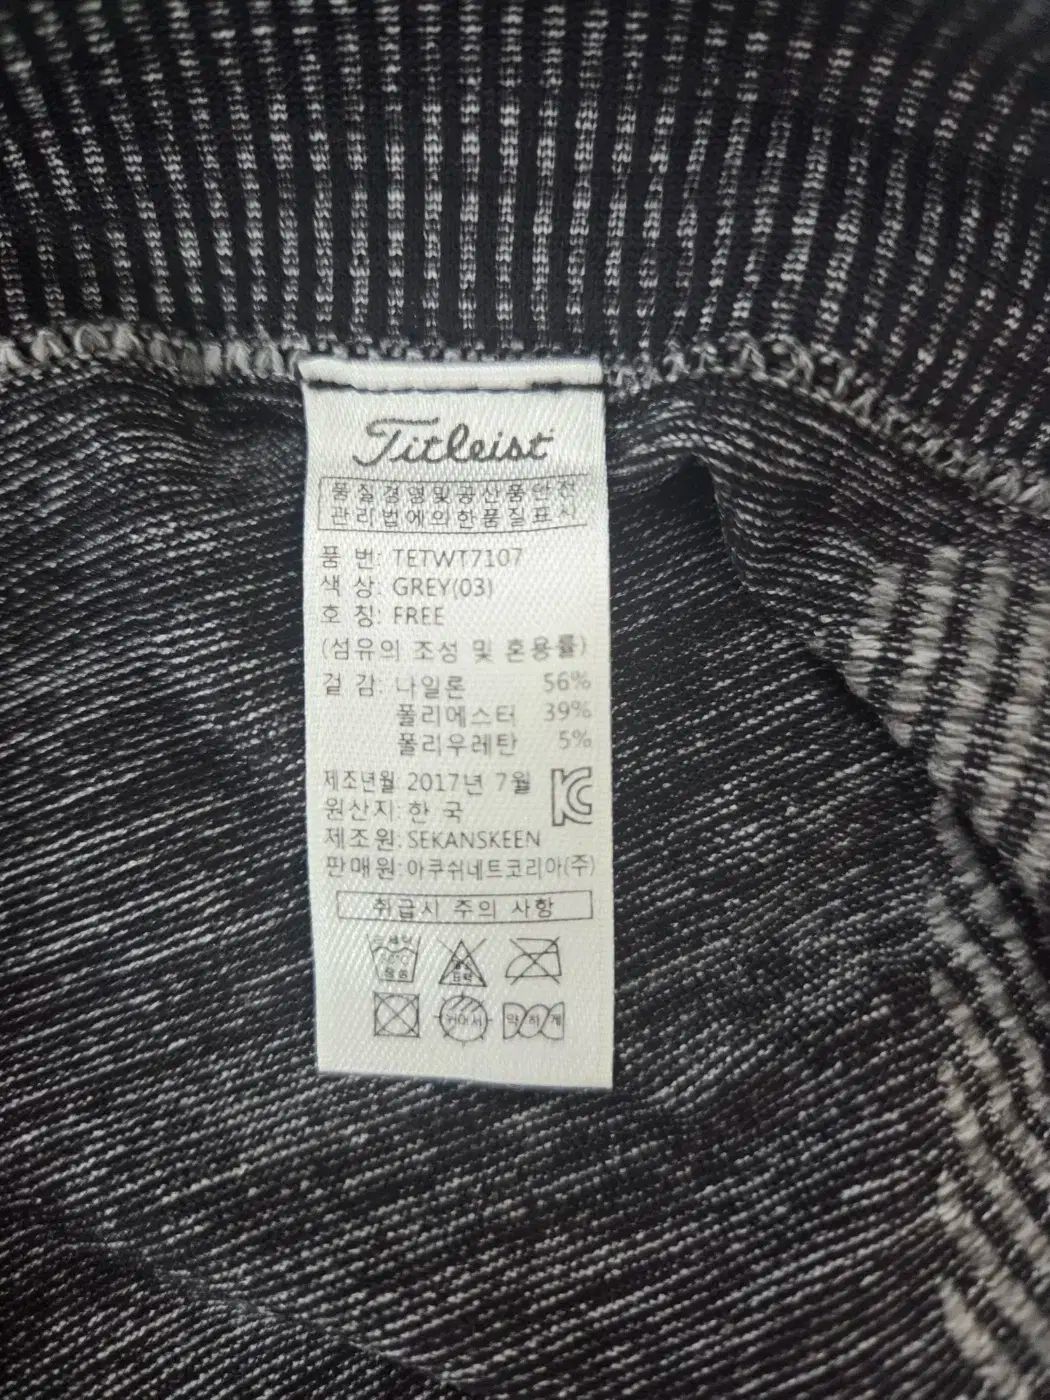 Titleist
품질경영및공산품안전
관리법에의한품질표시
품 번: TETWT7107
색 상: GREY(03)
호 칭: FREE
(섬유의 조성 및 혼용률)
겉 감: 나일론 56%
폴리에스터 39%
폴리우레탄 5%
제조년월 2017년 7월
원산지: 한 국
제조원: SEKANSKEEN
판매원: 아쿠쉬네트코리아(주)
취급시 주의 사항
약하게